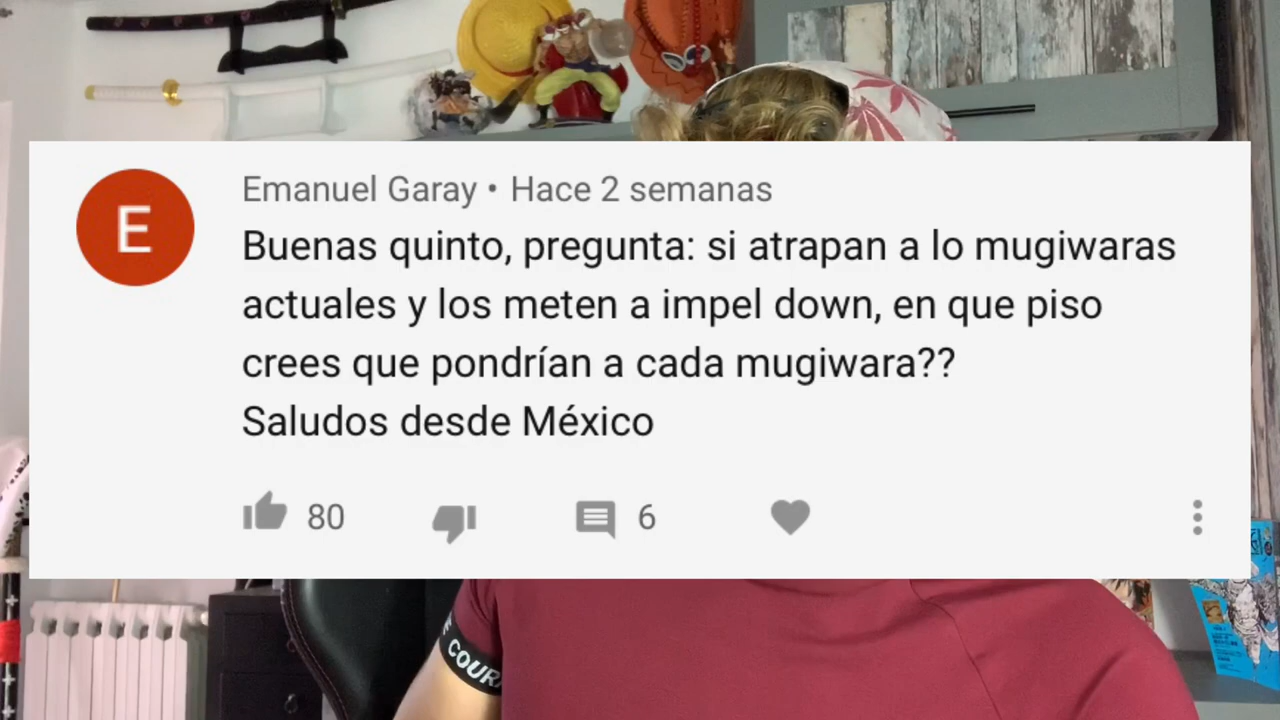 E
Emanuel Garay • Hace 2 semanas
Buenas quinto, pregunta: si atrapan a lo mugiwaras
actuales y los meten a impel down, en que piso
crees que pondrían a cada mugiwara??
Saludos desde México
80
6
COUR